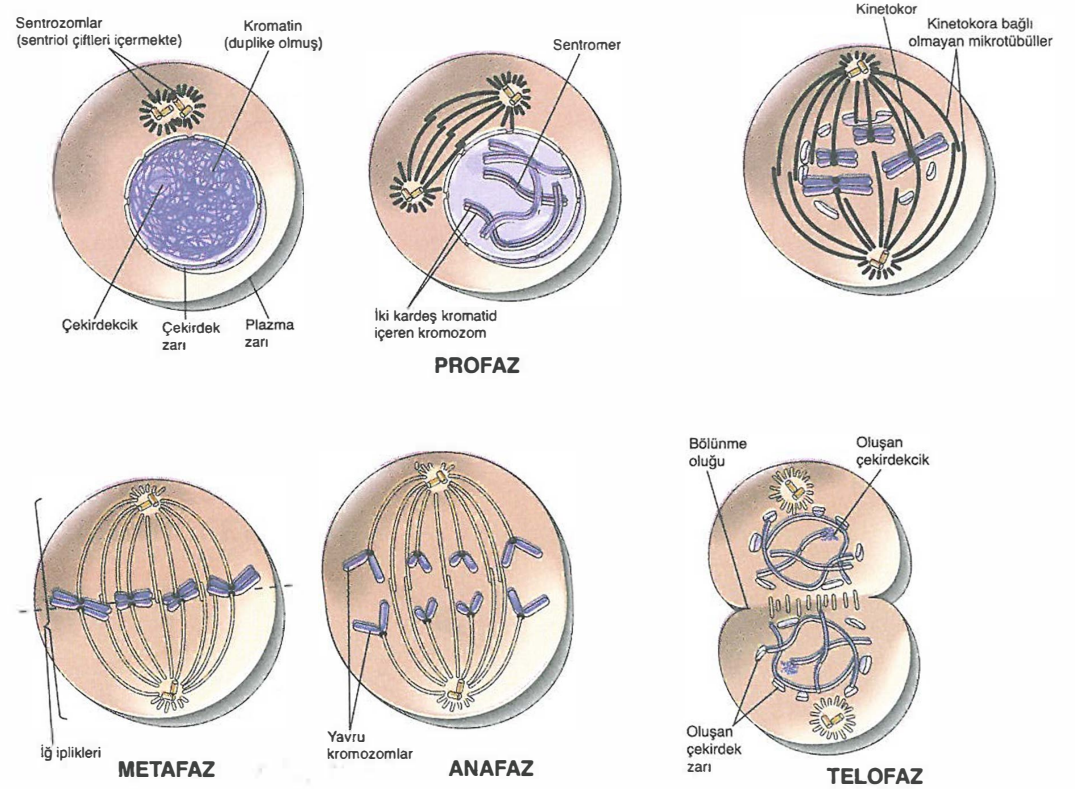 Sentrozomlar
(sentriol çiftleri içermekte)
Kromatin
(duplike olmuş)
Çekirdekcik
Çekirdek
zarı
Plazma
zarı
Sentromer
İki kardeş kromatid
içeren kromozom
PROFAZ
Kinetokor
Kinetokora bağlı
olmayan mikrotübüller
İğ iplikleri
METAFAZ
Yavru
kromozomlar
ANAFAZ
Bölünme
oluğu
Oluşan
çekirdekcik
Oluşan
çekirdek
zarı
TELOFAZ